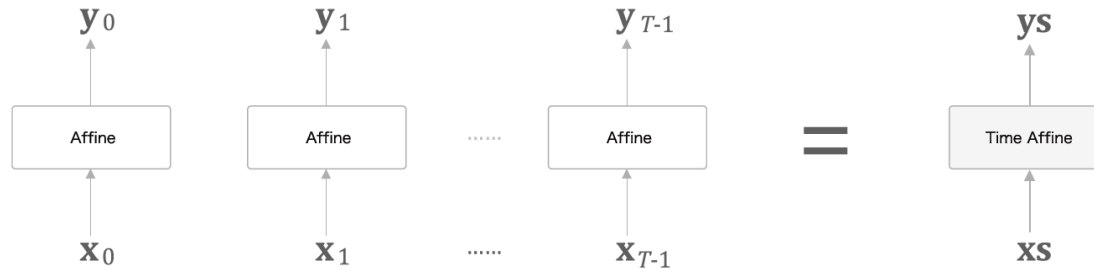 y0 y1 yT-1 ys
Affine Affine ...... Affine = Time Affine
x0 x1 ...... xT-1 xs